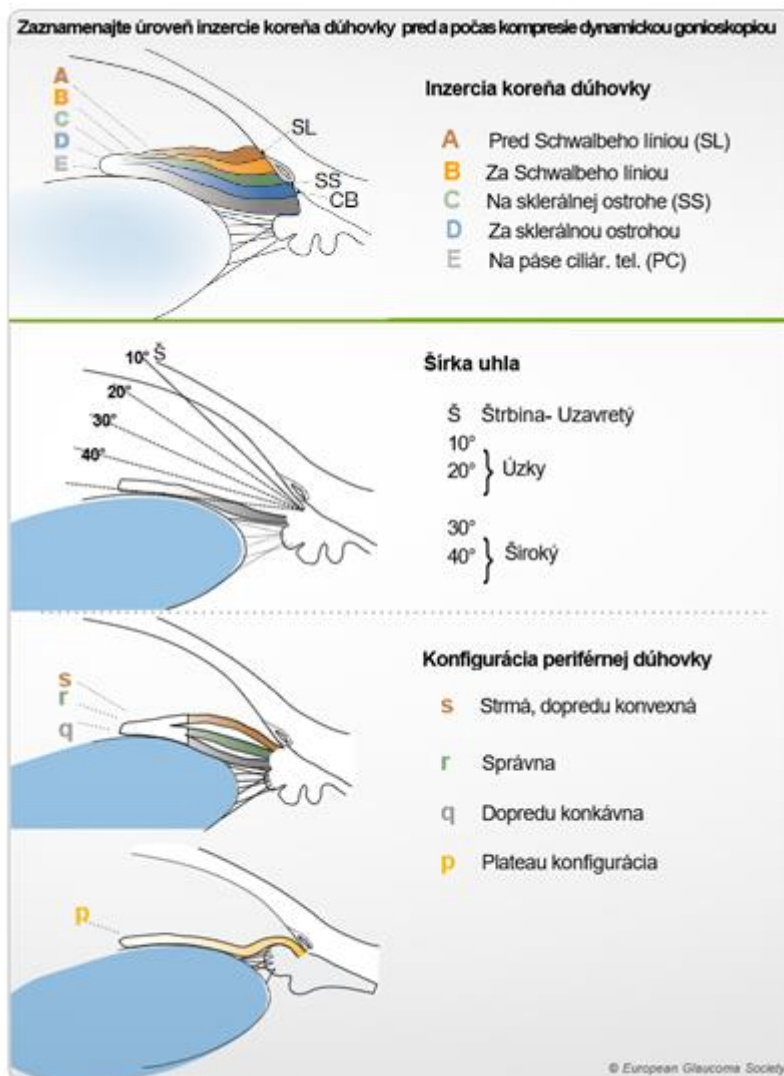 Zaznamenajte úroveň inzercie koreňa dúhovky pred a počas kompresie dynamickou gonioskopiou
A
B
C
D
E
SL
SS
CB
Inzercia koreňa dúhovky
A Pred Schwalbeho líniou (SL)
B Za Schwalbeho líniou
C Na sklerálnej ostrohe (SS)
D Za sklerálnou ostrohou
E Na páse ciliár. tel. (PC)
10° Š
20°
30°
40°
Šírka uhla
Š Štrbina- Uzavretý
10°
20° } Úzky
30°
40° } Široký
s
r
q
Konfigurácia periférnej dúhovky
s Strmá, dopredu konvexná
r Správna
q Dopredu konkávna
p Plateau konfigurácia
p
© European Glaucoma Society